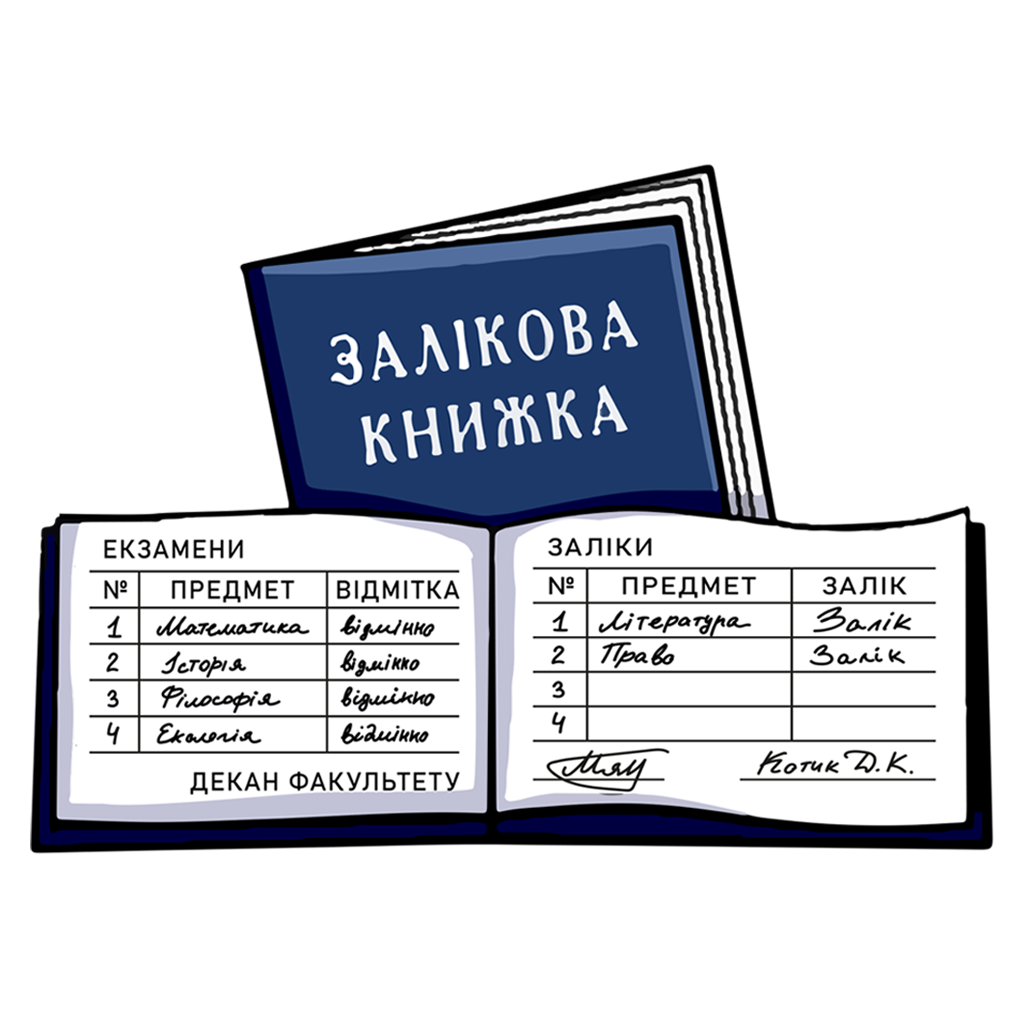 ЗАЛІКОВА
КНИЖКА
ЕКЗАМЕНИ
№ ПРЕДМЕТ ВІДМІТКА
1 Математика відмінно
2 Історія відмінно
3 Філософія відмінно
4 Екологія відмінно
ДЕКАН ФАКУЛЬТЕТУ
ЗАЛІКИ
№ ПРЕДМЕТ ЗАЛІК
1 Література Залік
2 Право Залік
3
4
Мяу Котик Д.К.